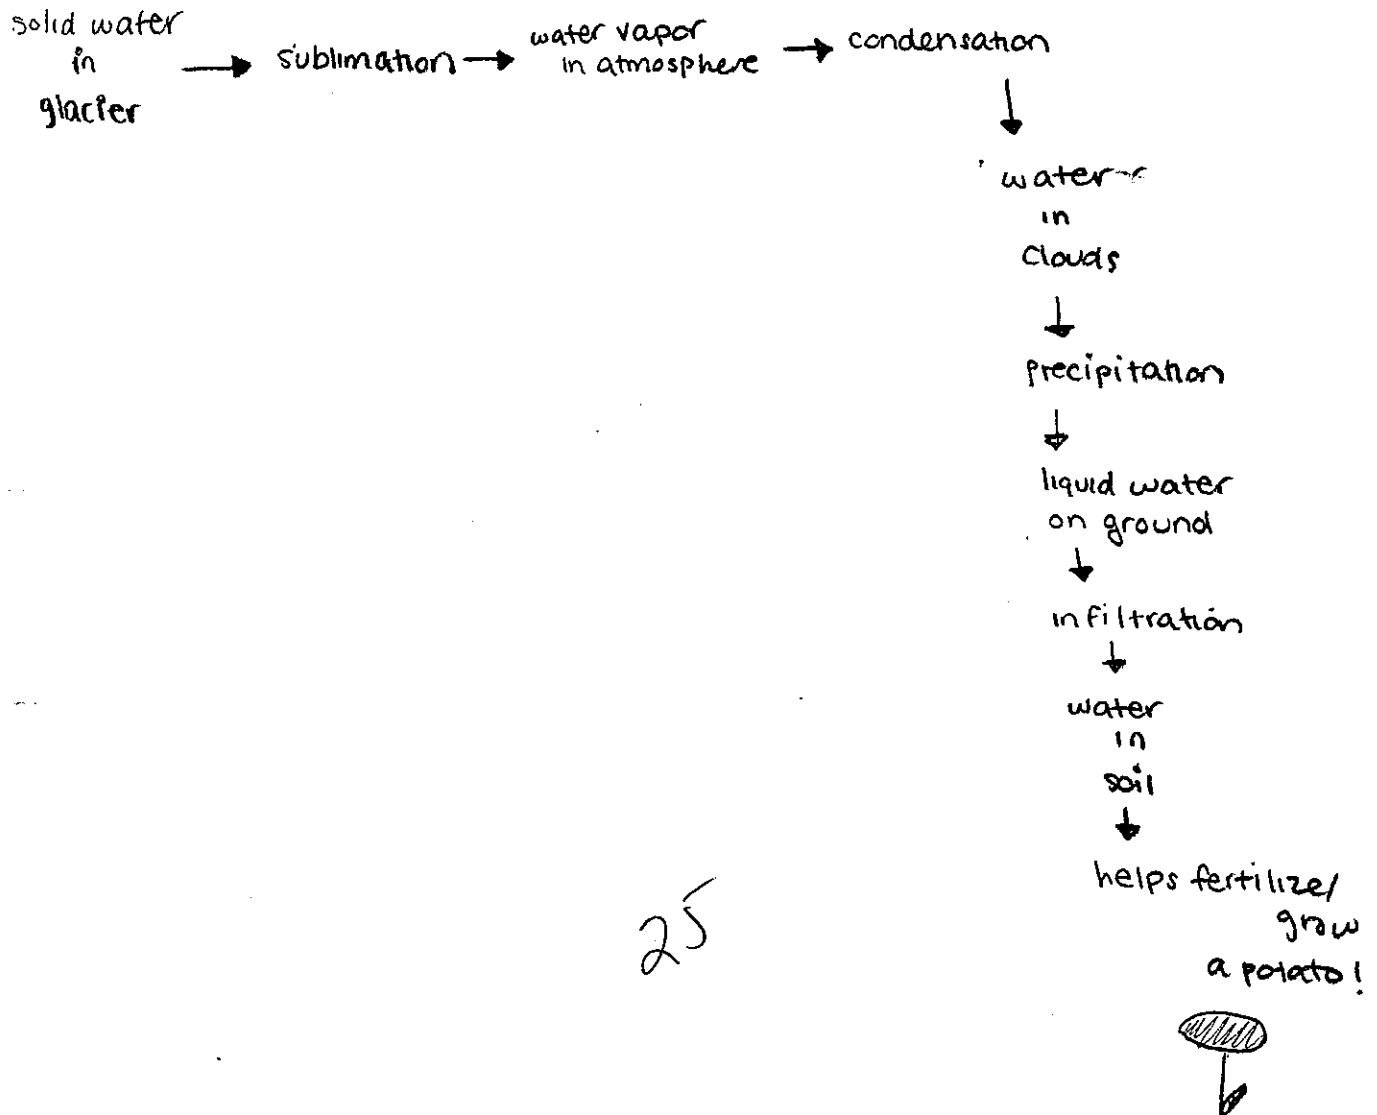 solid water
in
glacier
sublimation
water vapor
in atmosphere
condensation
water
in
clouds
precipitation
liquid water
on ground
infiltration
water
in
soil
helps fertilize/
grow
a potato!
25